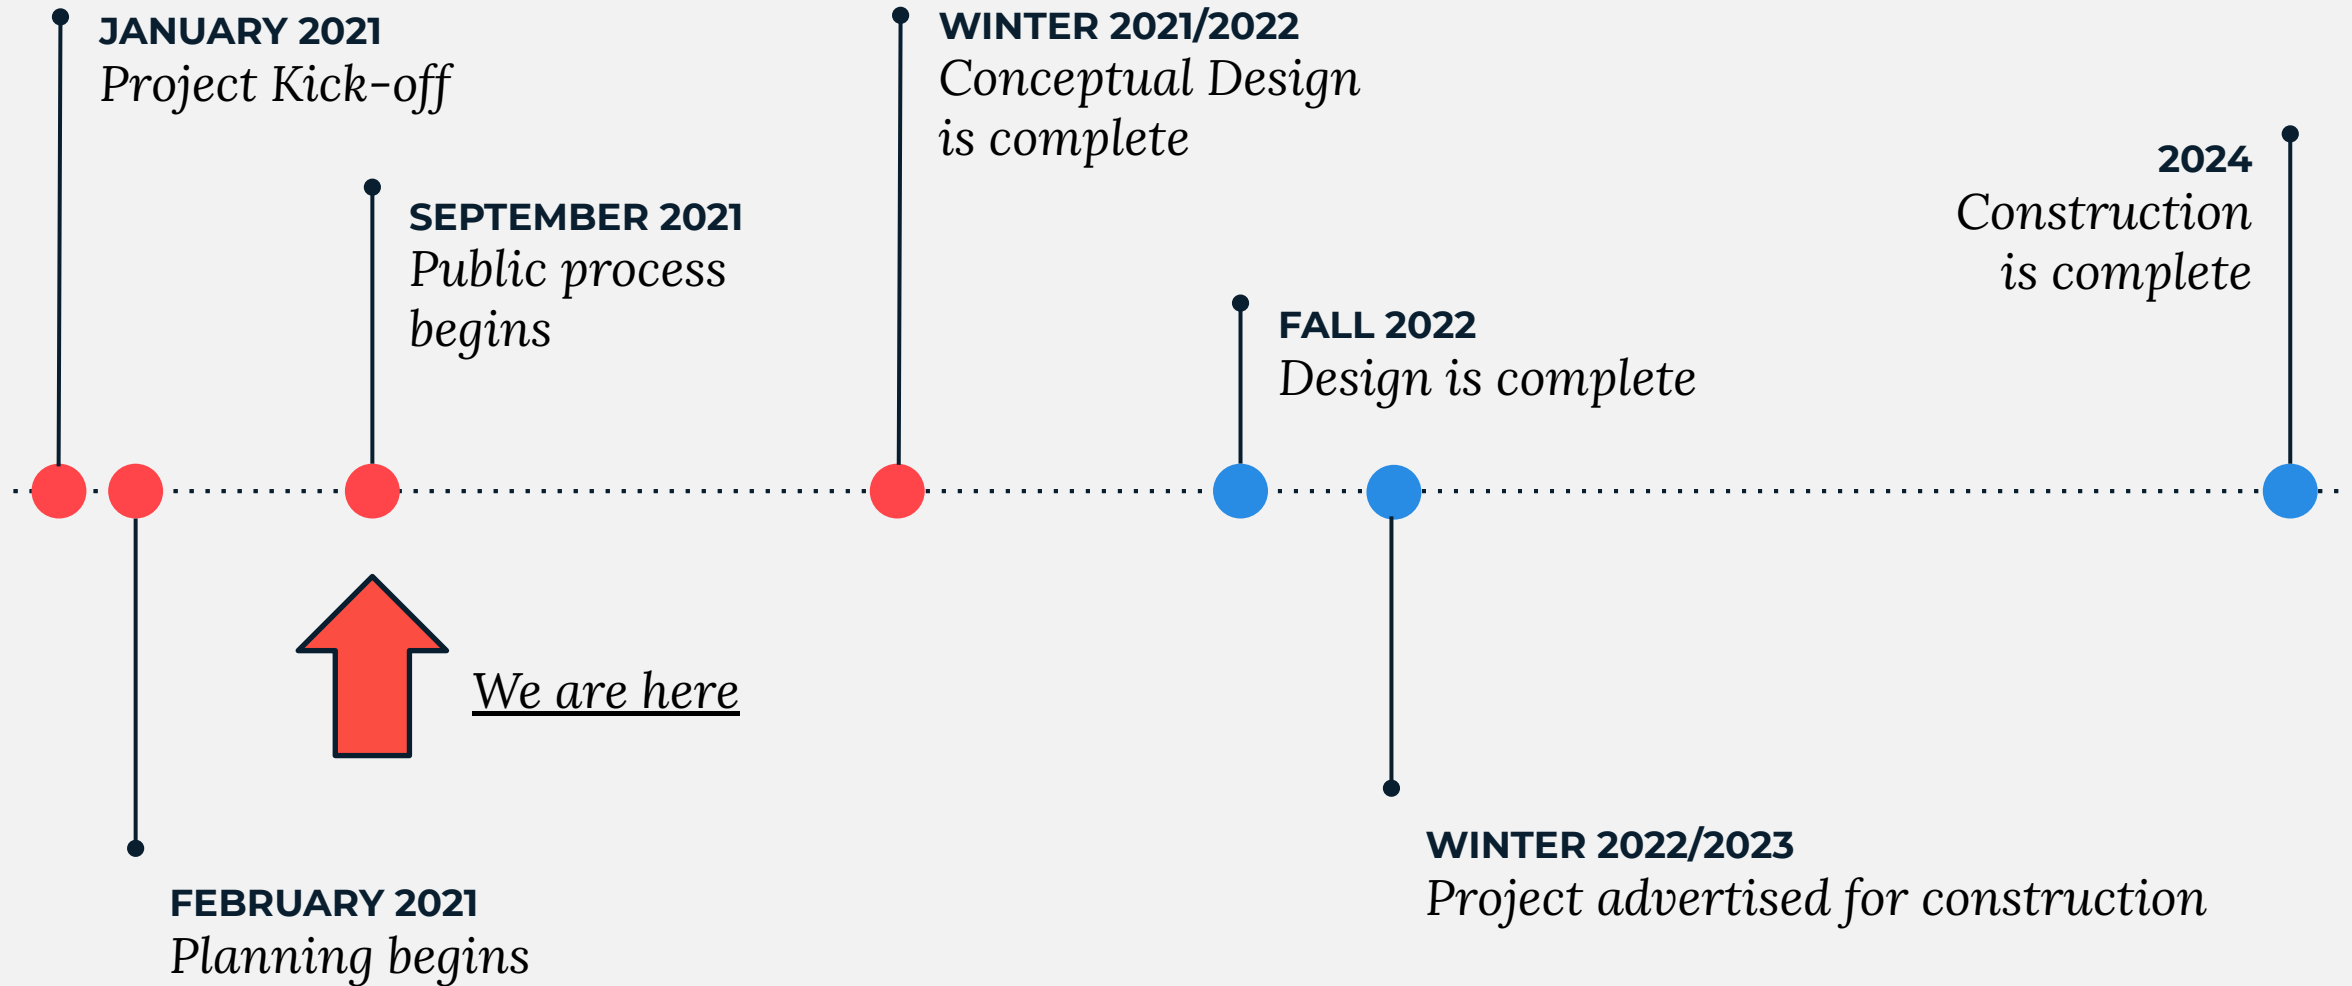 JANUARY 2021
Project Kick-off
SEPTEMBER 2021
Public process
begins
WINTER 2021/2022
Conceptual Design
is complete
FALL 2022
Design is complete
2024
Construction
is complete
We are here
FEBRUARY 2021
Planning begins
WINTER 2022/2023
Project advertised for construction